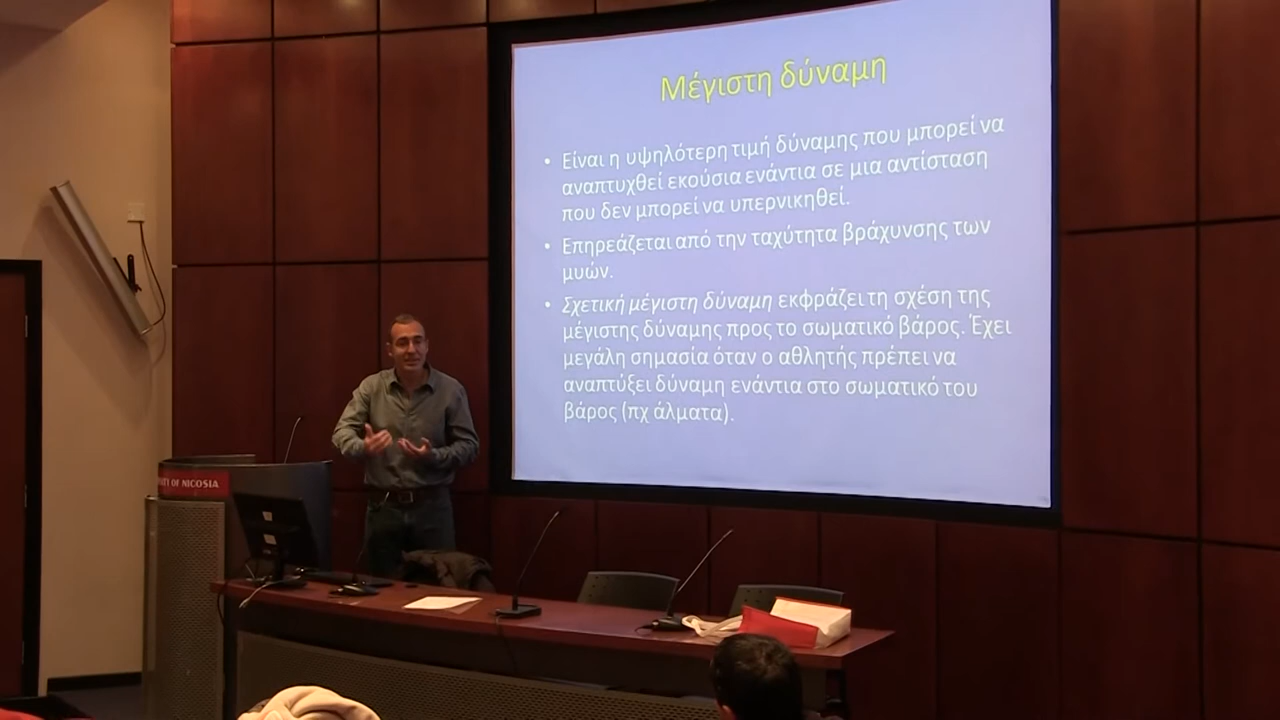 Μέγιστη δύναμη
• Είναι η υψηλότερη τιμή δύναμης που μπορεί να
αναπτυχθεί εκούσια ενάντια σε μια αντίσταση
που δεν μπορεί να υπερνικηθεί.
• Επηρεάζεται από την ταχύτητα βράχυνσης των
μυών.
• Σχετική μέγιστη δύναμη εκφράζει τη σχέση της
μέγιστης δύναμης προς το σωματικό βάρος. Έχει
μεγάλη σημασία όταν ο αθλητής πρέπει να
αναπτύξει δύναμη ενάντια στο σωματικό του
βάρος (πχ άλματα).
OF NICOSIA